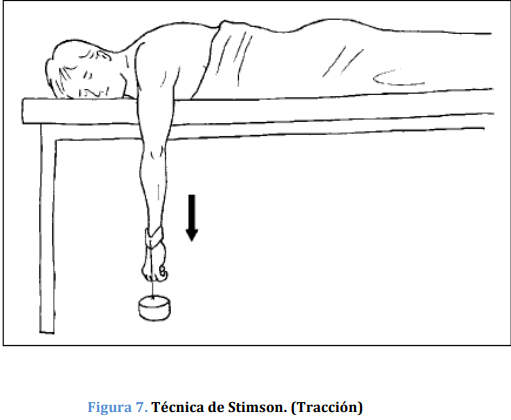 Figura 7. Técnica de Stimson. (Tracción)